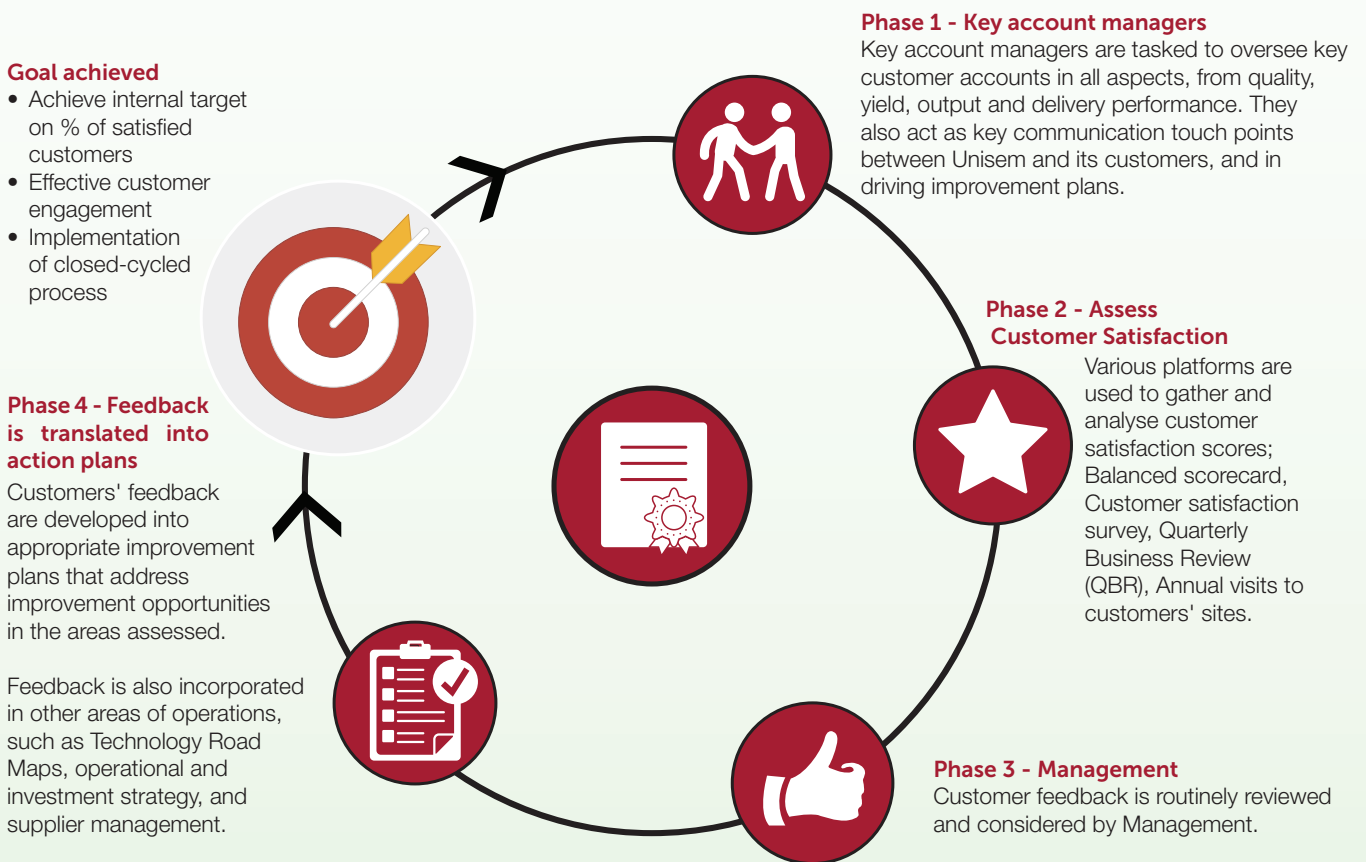 Goal achieved
• Achieve internal target
on % of satisfied
customers
• Effective customer
engagement
• Implementation
of closed-cycled
process
Phase 1 - Key account managers
Key account managers are tasked to oversee key
customer accounts in all aspects, from quality,
yield, output and delivery performance. They
also act as key communication touch points
between Unisem and its customers, and in
driving improvement plans.
Phase 2 - Assess
Customer Satisfaction
Various platforms are
used to gather and
analyse customer
satisfaction scores;
Balanced scorecard,
Customer satisfaction
survey, Quarterly
Business Review
(QBR), Annual visits to
customers' sites.
Phase 3 - Management
Customer feedback is routinely reviewed
and considered by Management.
Phase 4 - Feedback
is translated into
action plans
Customers' feedback
are developed into
appropriate improvement
plans that address
improvement opportunities
in the areas assessed.
Feedback is also incorporated
in other areas of operations,
such as Technology Road
Maps, operational and
investment strategy, and
supplier management.